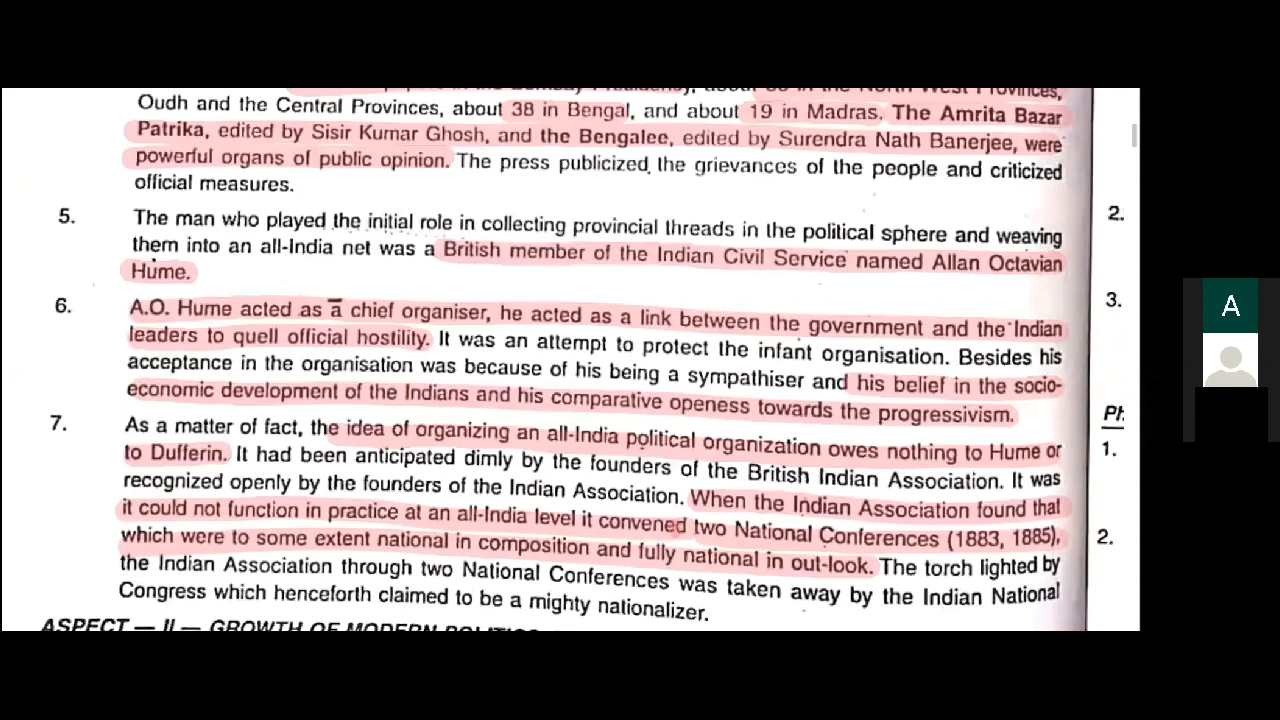 Oudh and the Central Provinces, about 38 in Bengal, and about 19 in Madras. The Amrita Bazar
Patrika, edited by Sisir Kumar Ghosh, and the Bengalee, edited by Surendra Nath Banerjee, were
powerful organs of public opinion. The press publicized the grievances of the people and criticized
official measures.
5. The man who played the initial role in collecting provincial threads in the political sphere and weaving
them into an all-India net was a British member of the Indian Civil Service named Allan Octavian
Hume.
6. A.O. Hume acted as a chief organiser, he acted as a link between the government and the Indian
leaders to quell official hostility. It was an attempt to protect the infant organisation. Besides his
acceptance in the organisation was because of his being a sympathiser and his belief in the socio-
economic development of the Indians and his comparative openess towards the progressivism.
7. As a matter of fact, the idea of organizing an all-India political organization owes nothing to Hume or
to Dufferin. It had been anticipated dimly by the founders of the British Indian Association. It was
recognized openly by the founders of the Indian Association. When the Indian Association found that
it could not function in practice at an all-India level it convened two National Conferences (1883, 1885),
which were to some extent national in composition and fully national in out-look. The torch lighted by
the Indian Association through two National Conferences was taken away by the Indian National
Congress which henceforth claimed to be a mighty nationalizer.
ASPECT — II — GROWTH OF MODERN
2.
3.
1.
2.
A